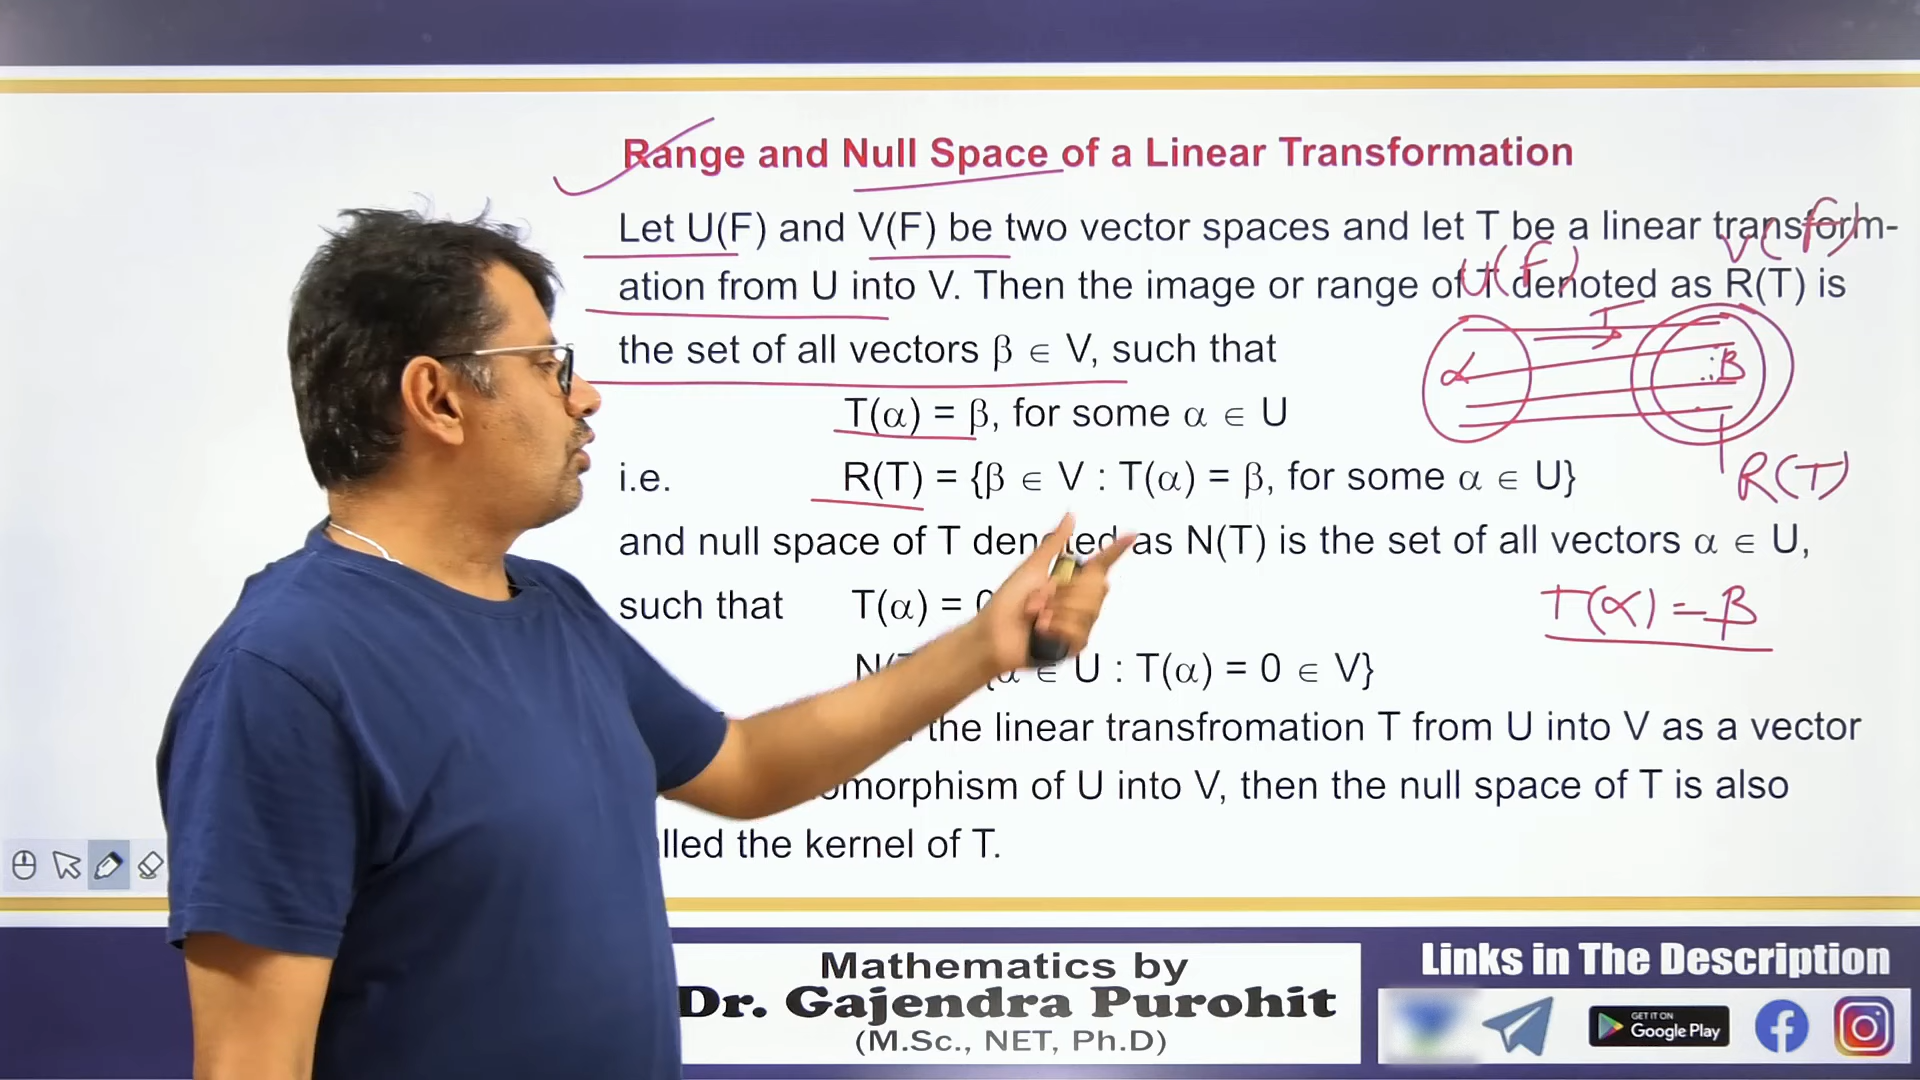 Range and Null Space of a Linear Transformation
Let U(F) and V(F) be two vector spaces and let T be a linear transform-
V(F)
ation from U into V. Then the image or range of T denoted as R(T) is
U(F)
the set of all vectors β ∈ V, such that
T
α β
T(α) = β, for some α ∈ U
i.e. R(T) = {β ∈ V : T(α) = β, for some α ∈ U}
R(T)
and null space of T denoted as N(T) is the set of all vectors α ∈ U,
such that T(α) = 0
T(α) = β
∈ U : T(α) = 0 ∈ V}
the linear transfromation T from U into V as a vector
omorphism of U into V, then the null space of T is also
lled the kernel of T.
Mathematics by
Dr. Gajendra Purohit
(M.Sc., NET, Ph.D)
Links in The Description
GET IT ON
Google Play